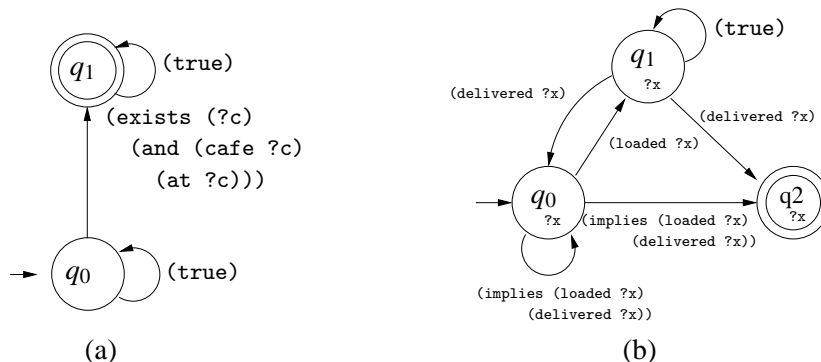 q1
(true)
(exists (?c)
(and (cafe ?c)
(at ?c)))
q0
(true)
(a)
q1
?x
(true)
(delivered ?x)
(delivered ?x)
(loaded ?x)
q0
?x
q2
?x
(implies (loaded ?x)
(delivered ?x))
(implies (loaded ?x)
(delivered ?x))
(b)